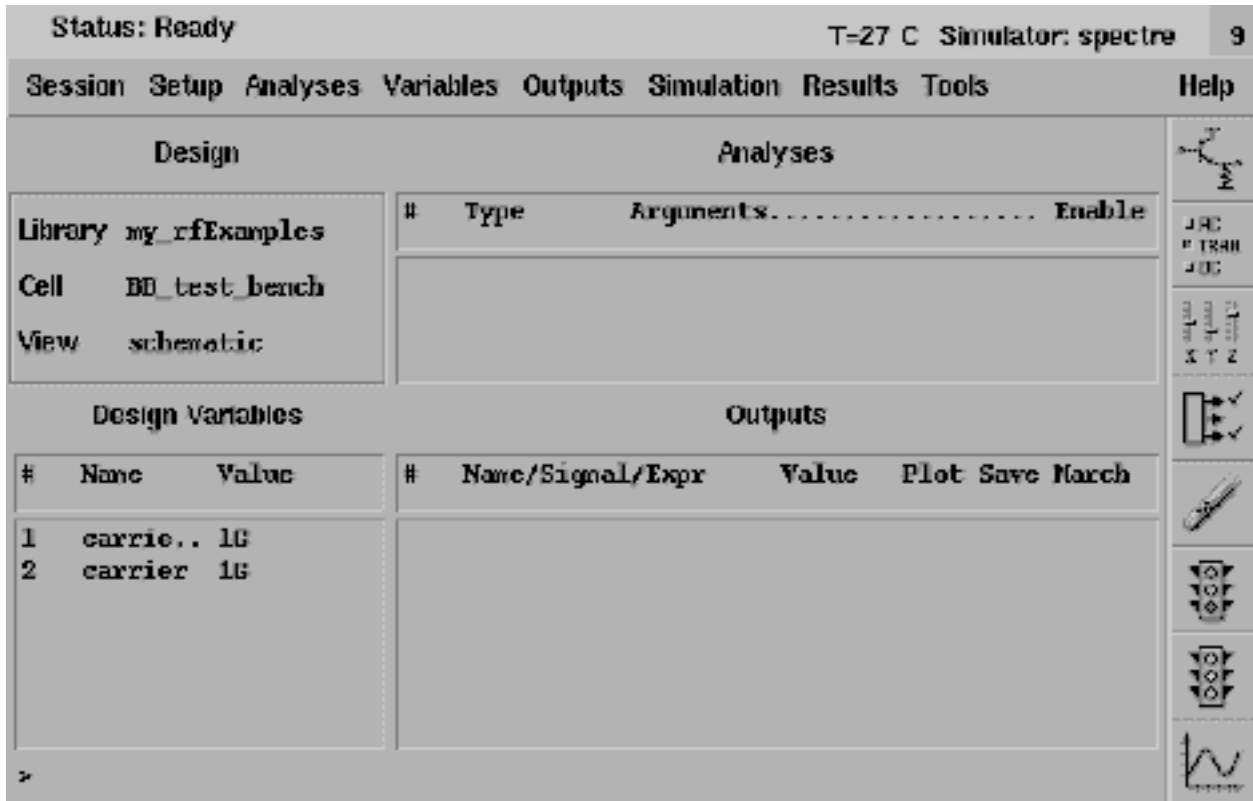 Status: Ready T=27 C Simulator: spectre 9
Session Setup Analyses Variables Outputs Simulation Results Tools Help
Design
Analyses
Library my_rfExamples
Cell BB_test_bench
View schematic
# Type Arguments.................. Enable
AC
TRAN
DC
X Y Z
Design Variables
Outputs
# Name Value
# Name/Signal/Expr Value Plot Save March
1 carrie.. 1G
2 carrier 1G
>